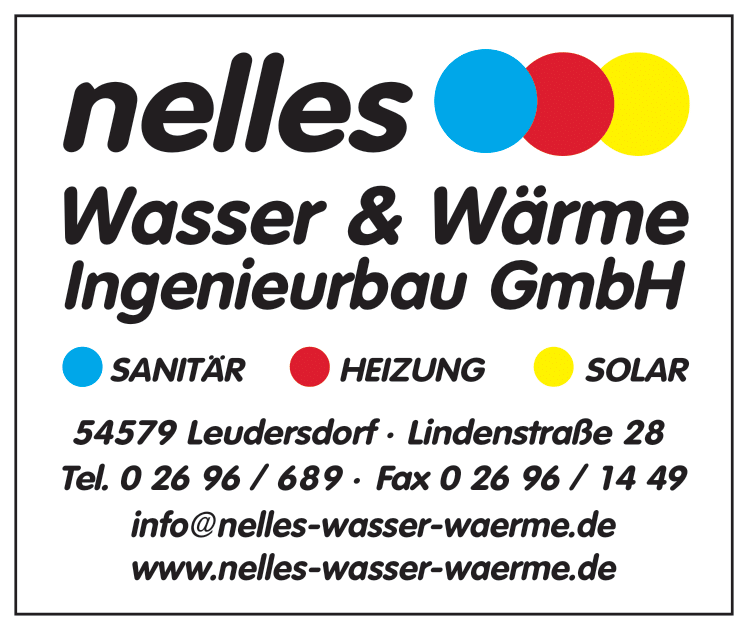 nelles
Wasser & Wärme
Ingenieurbau GmbH
SANITÄR HEIZUNG SOLAR
54579 Leudersdorf · Lindenstraße 28
Tel. 0 26 96 / 689 · Fax 0 26 96 / 14 49
info@nelles-wasser-waerme.de
www.nelles-wasser-waerme.de